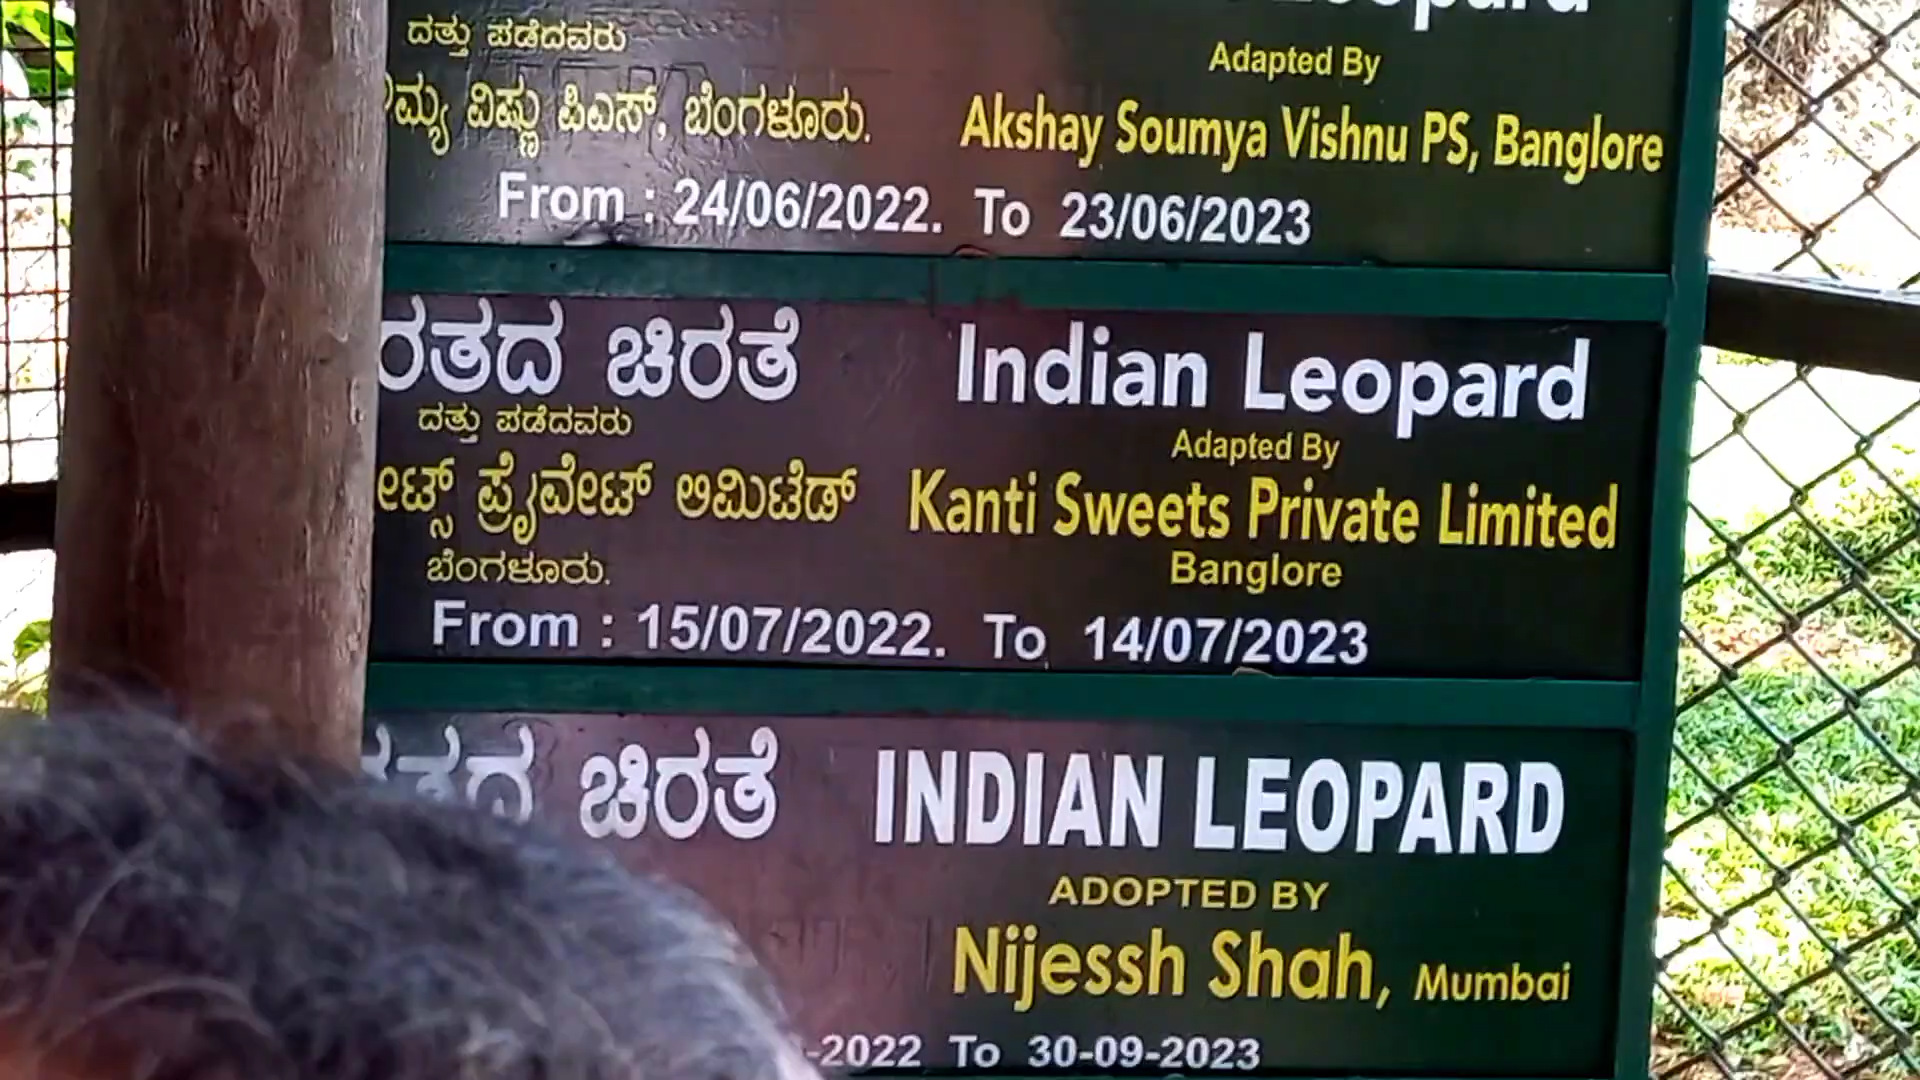 ದತ್ತು ಪಡೆದವರು
Adapted By
ವಿಷ್ಣು ಪಿಎಸ್, ಬೆಂಗಳೂರು.
Akshay Soumya Vishnu PS, Banglore
From : 24/06/2022. To 23/06/2023
ಚಿರತೆ Indian Leopard
ದತ್ತು ಪಡೆದವರು
Adapted By
ಪ್ರೈವೇಟ್ ಲಿಮಿಟೆಡ್
Kanti Sweets Private Limited
ಬೆಂಗಳೂರು.
Banglore
From : 15/07/2022. To 14/07/2023
ಚಿರತೆ INDIAN LEOPARD
ADOPTED BY
Nijessh Shah, Mumbai
-2022 To 30-09-2023